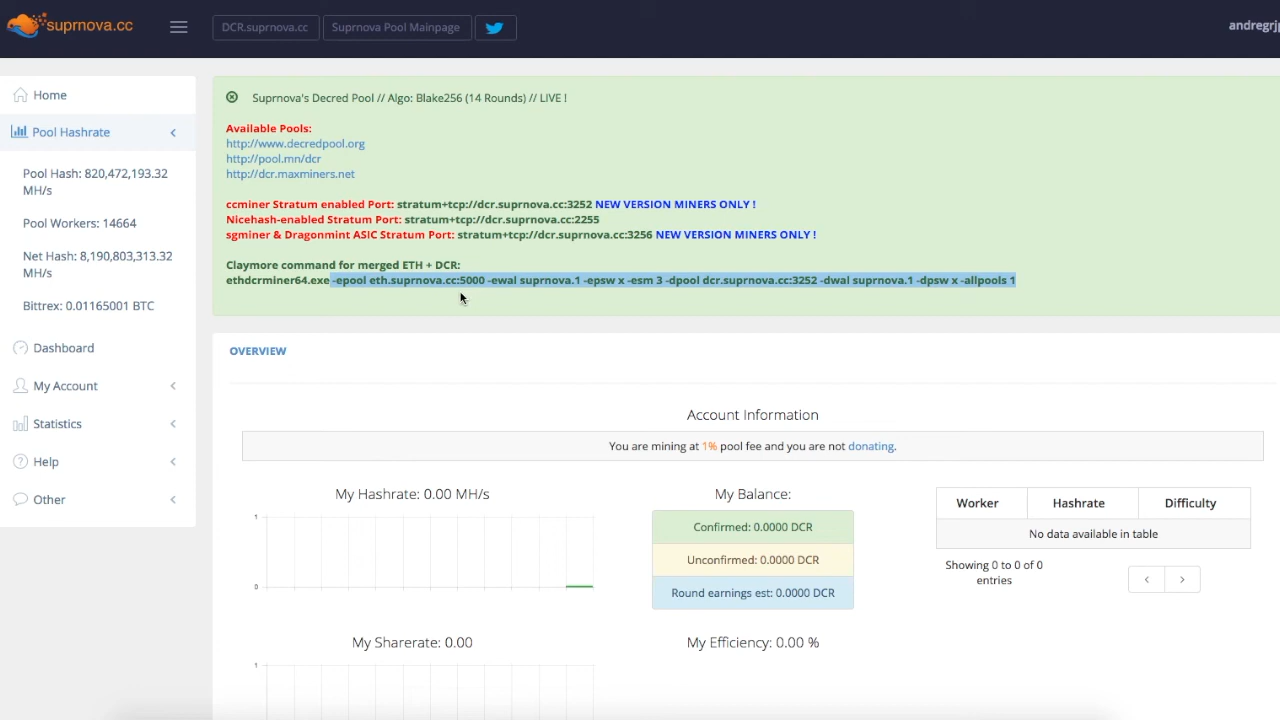 suprnova.cc
DCR.suprnova.cc
Suprnova Pool Mainpage
andregrjp
Home
Pool Hashrate
Pool Hash: 820,472,193.32
MH/s
Pool Workers: 14664
Net Hash: 8,190,803,313.32
MH/s
Bittrex: 0.01165001 BTC
Dashboard
My Account
Statistics
Help
Other
Suprnova's Decred Pool // Algo: Blake256 (14 Rounds) // LIVE !
Available Pools:
http://www.decredpool.org
http://pool.mn/dcr
http://dcr.maxminers.net
ccminer Stratum enabled Port: stratum+tcp://dcr.suprnova.cc:3252 NEW VERSION MINERS ONLY !
Nicehash-enabled Stratum Port: stratum+tcp://dcr.suprnova.cc:2255
sgminer & Dragonmint ASIC Stratum Port: stratum+tcp://dcr.suprnova.cc:3256 NEW VERSION MINERS ONLY !
Claymore command for merged ETH + DCR:
ethdcrminer64.exe -epool eth.suprnova.cc:5000 -ewal suprnova.1 -epsw x -esm 3 -dpool dcr.suprnova.cc:3252 -dwal suprnova.1 -dpsw x -allpools 1
OVERVIEW
Account Information
You are mining at 1% pool fee and you are not donating.
My Hashrate: 0.00 MH/s
1
0
My Balance:
Confirmed: 0.0000 DCR
Unconfirmed: 0.0000 DCR
Round earnings est: 0.0000 DCR
Worker Hashrate Difficulty
No data available in table
Showing 0 to 0 of 0
entries
My Sharerate: 0.00
1
My Efficiency: 0.00 %